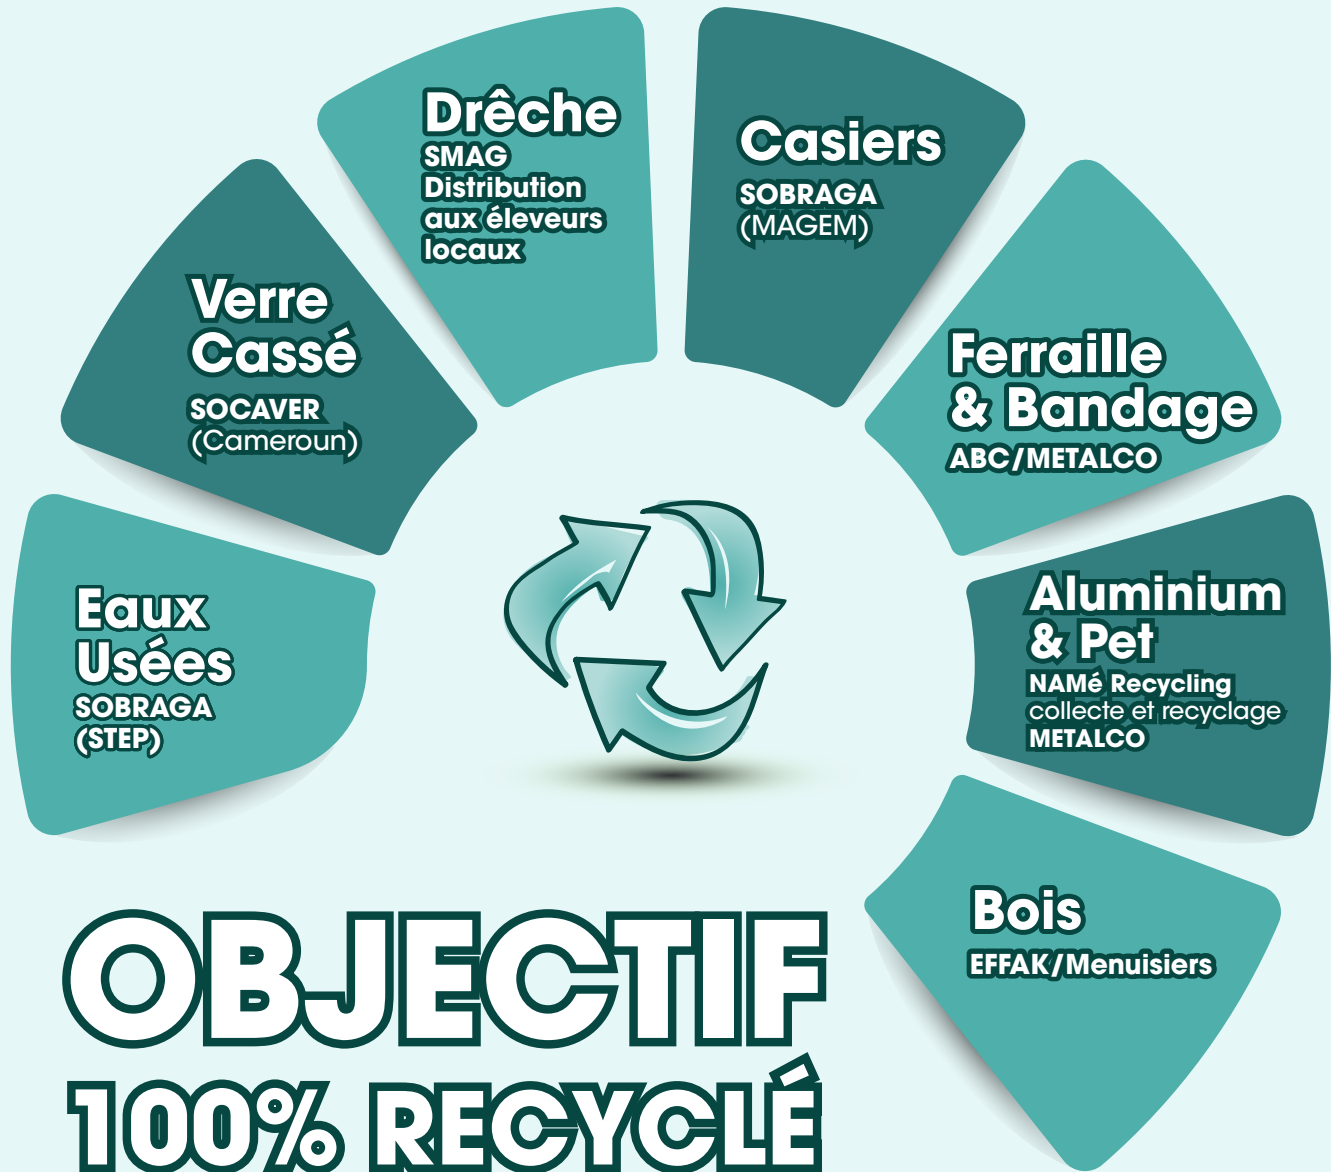 Eaux
Usées
SOBRAGA
(STEP)
Verre
Cassé
SOCAVER
(Cameroun)
Drêche
SMAG
Distribution
aux éleveurs
locaux
Casiers
SOBRAGA
(MAGEM)
Ferraille
& Bandage
ABC/METALCO
Aluminium
& Pet
NAMé Recycling
collecte et recyclage
METALCO
Bois
EFFAK/Menuisiers
OBJECTIF
100% RECYCLÉ